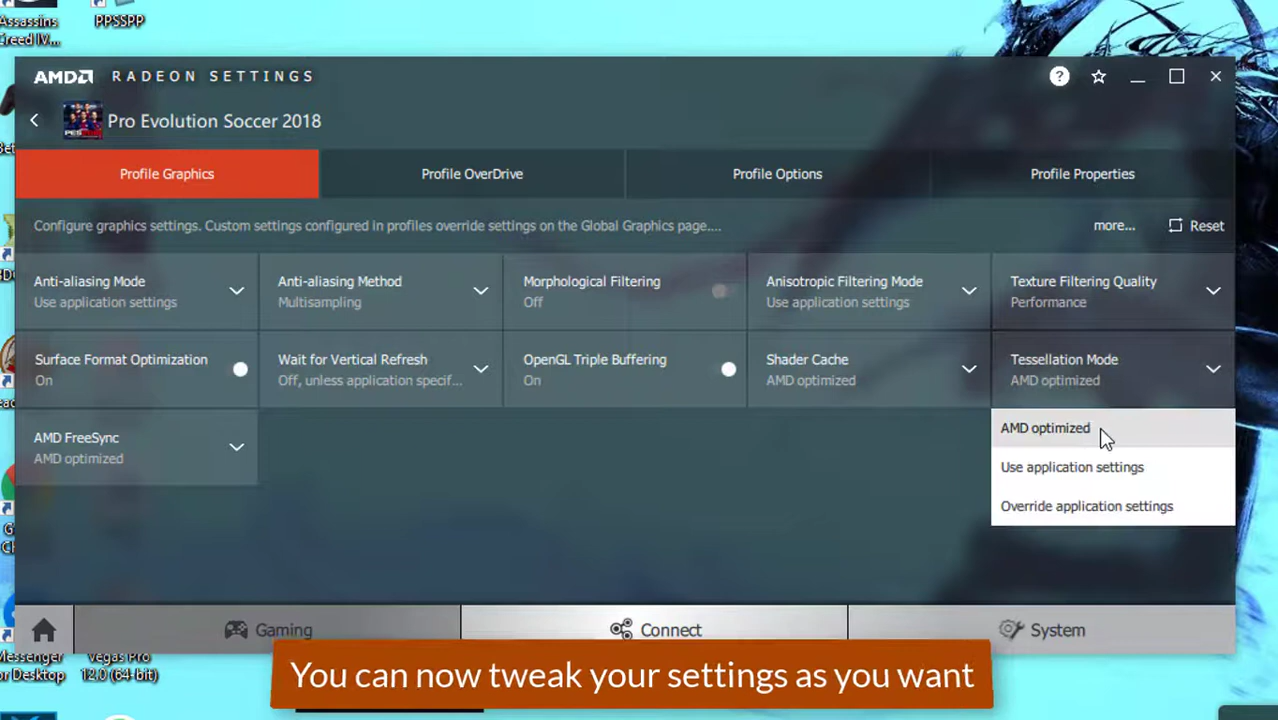 Assassins
Creed IV...
PPSSPP
AMD RADEON SETTINGS
Pro Evolution Soccer 2018
Profile Graphics
Profile OverDrive
Profile Options
Profile Properties
Configure graphics settings. Custom settings configured in profiles override settings on the Global Graphics page....
more...
Reset
Anti-aliasing Mode
Use application settings
Anti-aliasing Method
Multisampling
Morphological Filtering
Off
Anisotropic Filtering Mode
Use application settings
Texture Filtering Quality
Performance
Surface Format Optimization
On
Wait for Vertical Refresh
Off, unless application specif...
OpenGL Triple Buffering
On
Shader Cache
AMD optimized
Tessellation Mode
AMD optimized
AMD FreeSync
AMD optimized
AMD optimized
Use application settings
Override application settings
Gaming
Connect
System
Messenger
or Desktop
Vegas Pro
12.0 (64-bit)
You can now tweak your settings as you want